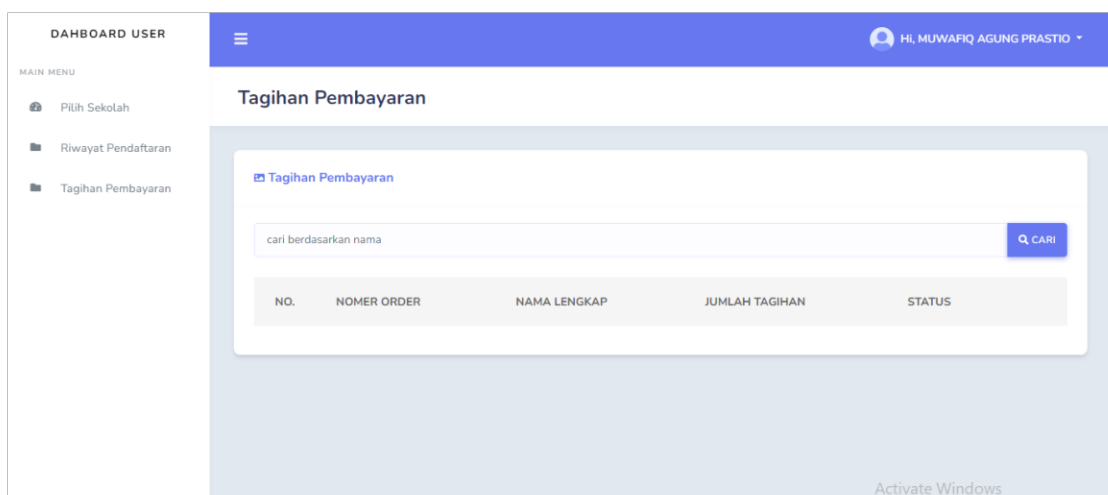 DAHBOARD USER
Hi, MUWAFIQ AGUNG PRASTIO
MAIN MENU
Pilih Sekolah
Riwayat Pendaftaran
Tagihan Pembayaran
Tagihan Pembayaran
Tagihan Pembayaran
cari berdasarkan nama
CARI
NO. NOMER ORDER NAMA LENGKAP JUMLAH TAGIHAN STATUS
Activate Windows